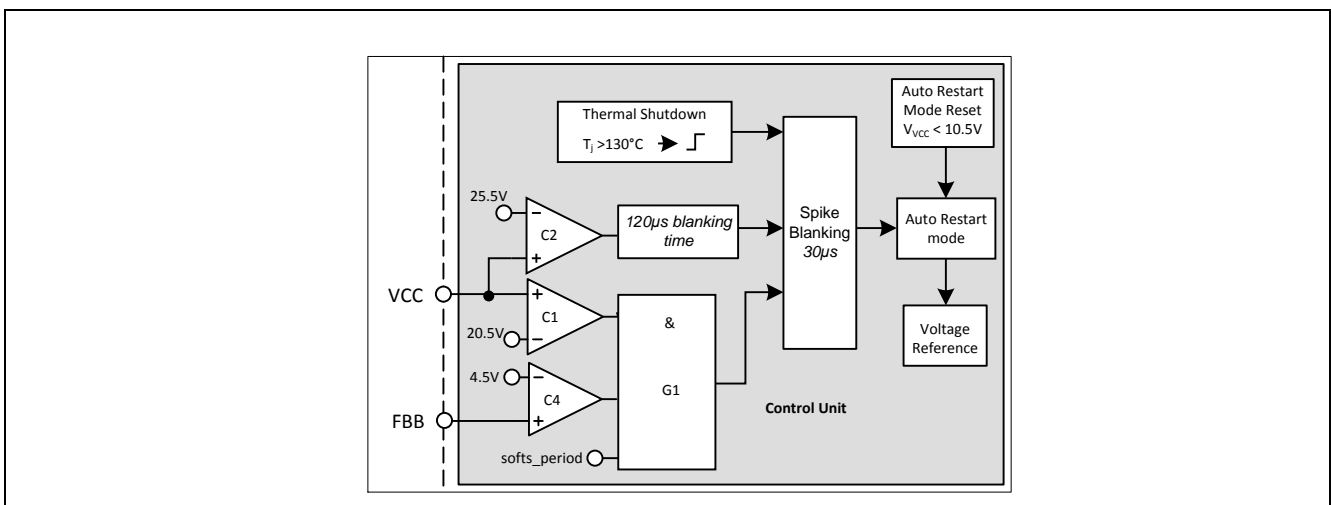 Auto Restart
Mode Reset
V_VCC < 10.5V
Thermal Shutdown
T_j >130°C
25.5V
−
C2
+
120µs blanking
time
Spike
Blanking
30µs
Auto Restart
mode
VCC
+
C1
20.5V
−
&
Voltage
Reference
4.5V
−
C4
+
G1
Control Unit
FBB
softs_period